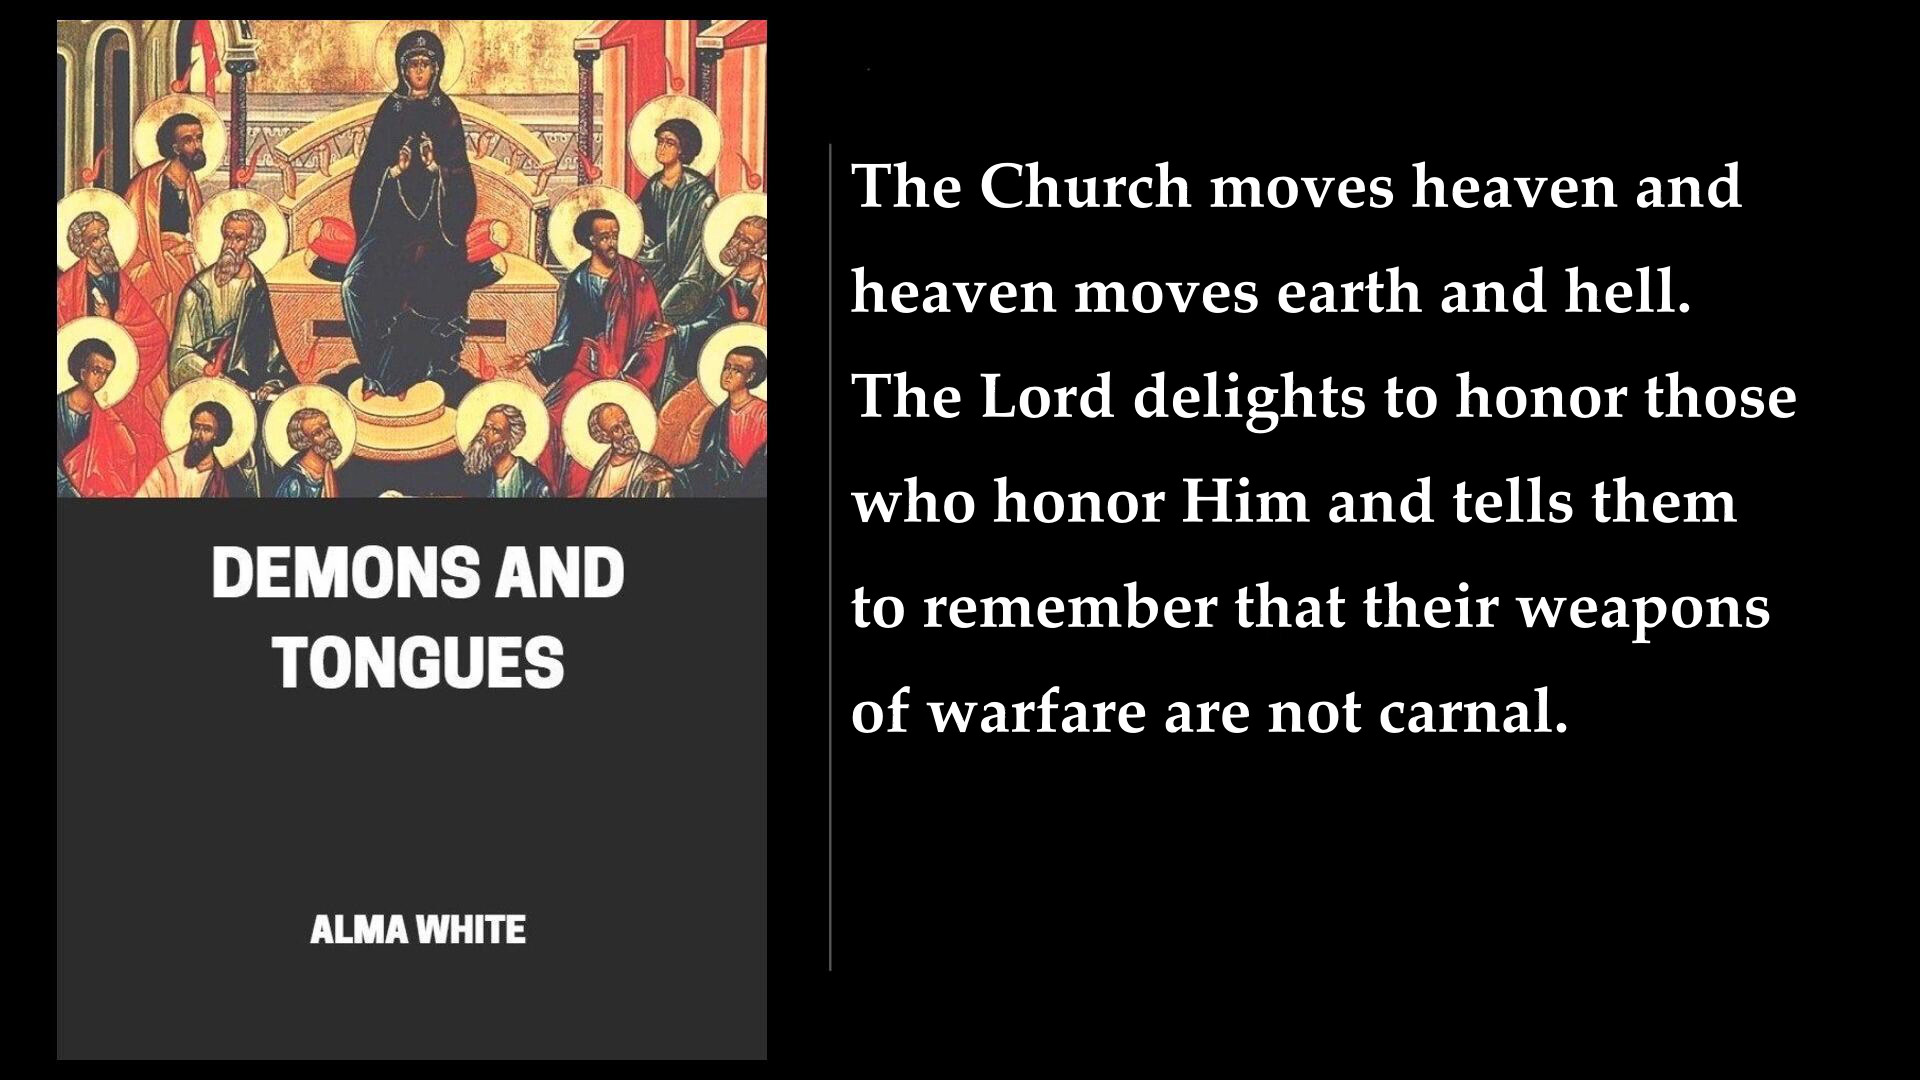 DEMONS AND
TONGUES
ALMA WHITE
The Church moves heaven and
heaven moves earth and hell.
The Lord delights to honor those
who honor Him and tells them
to remember that their weapons
of warfare are not carnal.